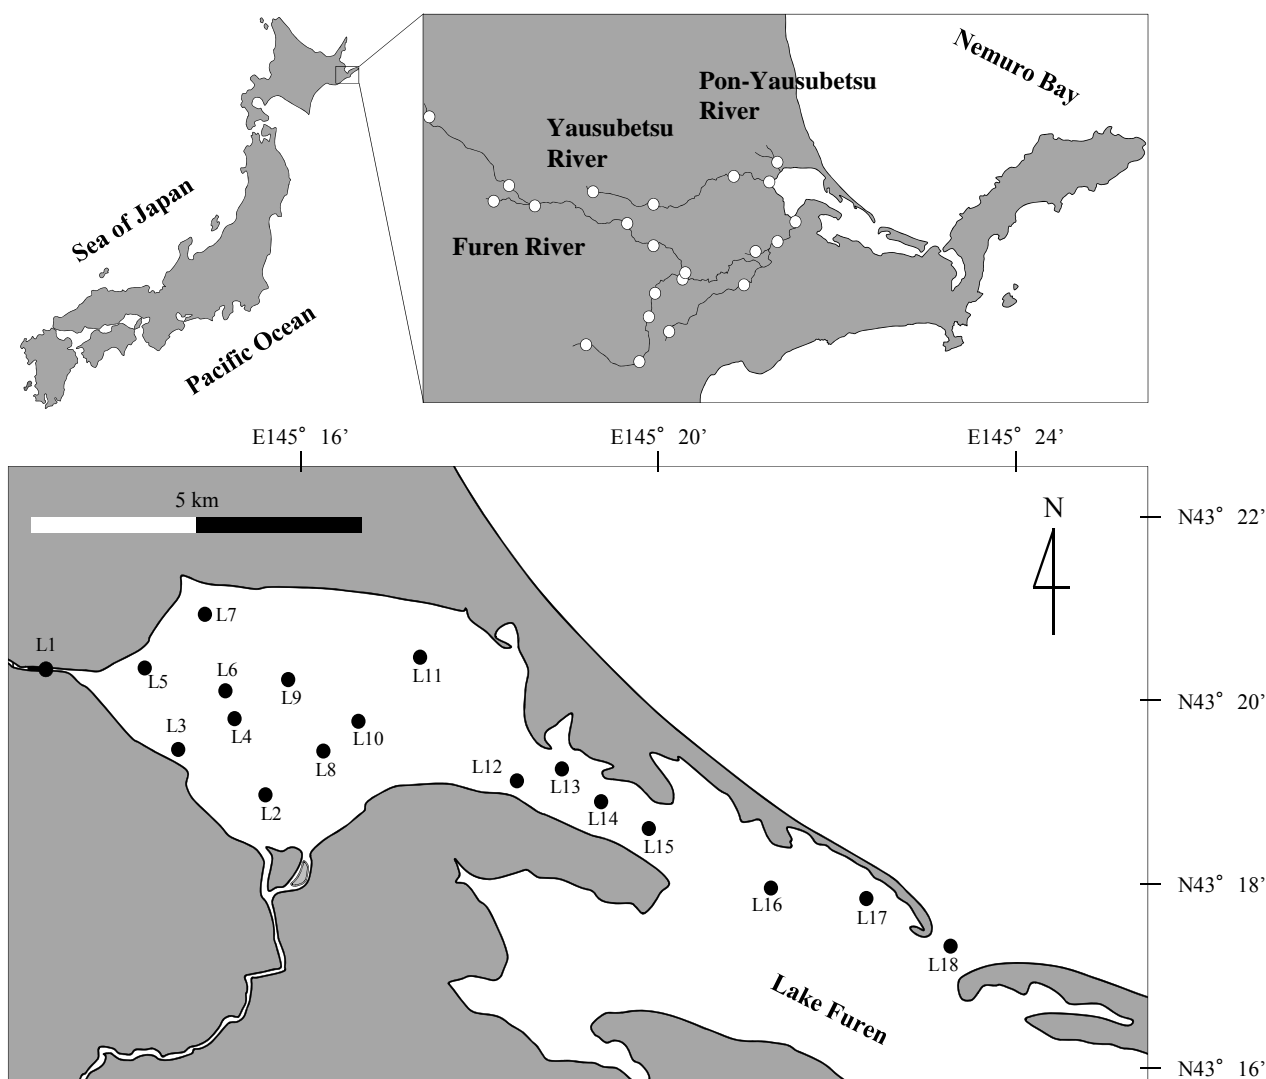 Nemuro Bay
Pon-Yausubetsu
River
Yausubetsu
River
Sea of Japan
Furen River
Pacific Ocean
E145° 16’
E145° 20’
E145° 24’
5 km
N
N43° 22’
L7
L1
L6
L5
L9
L11
N43° 20’
L3
L4
L10
L8
L12
L13
L2
L14
L15
N43° 18’
L16
L17
L18
Lake Furen
N43° 16’